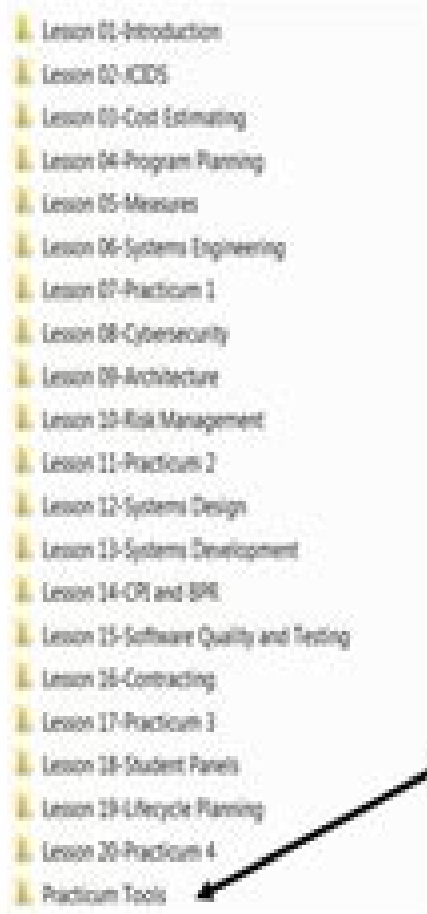 Lesson 01-Introduction
Lesson 02-JCIDS
Lesson 03-Cost Estimating
Lesson 04-Program Planning
Lesson 05-Measures
Lesson 06-Systems Engineering
Lesson 07-Practicum 1
Lesson 08-Cybersecurity
Lesson 09-Architecture
Lesson 10-Risk Management
Lesson 11-Practicum 2
Lesson 12-Systems Design
Lesson 13-Systems Development
Lesson 14-CPI and BPR
Lesson 15-Software Quality and Testing
Lesson 16-Contracting
Lesson 17-Practicum 3
Lesson 18-Student Panels
Lesson 19-Lifecycle Planning
Lesson 20-Practicum 4
Practicum Tools